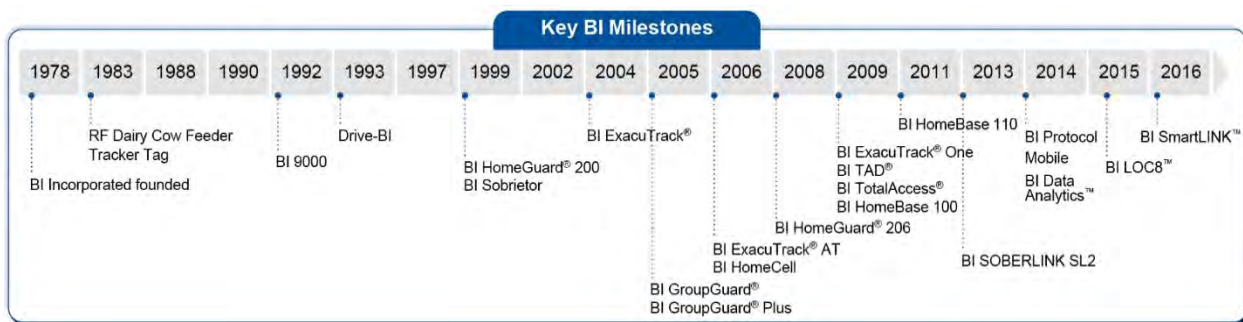 Key BI Milestones
1978 1983 1988 1990 1992 1993 1997 1999 2002 2004 2005 2006 2008 2009 2011 2013 2014 2015 2016
BI Incorporated founded
RF Dairy Cow Feeder
Tracker Tag
BI 9000
Drive-BI
BI HomeGuard® 200
BI Sobrietor
BI ExacuTrack®
BI GroupGuard®
BI GroupGuard® Plus
BI ExacuTrack® AT
BI HomeCell
BI HomeGuard® 206
BI ExacuTrack® One
BI TAD®
BI TotalAccess®
BI HomeBase 100
BI HomeBase 110
BI SOBERLINK SL2
BI Protocol
Mobile
BI Data
Analytics™
BI LOC8™
BI SmartLINK™